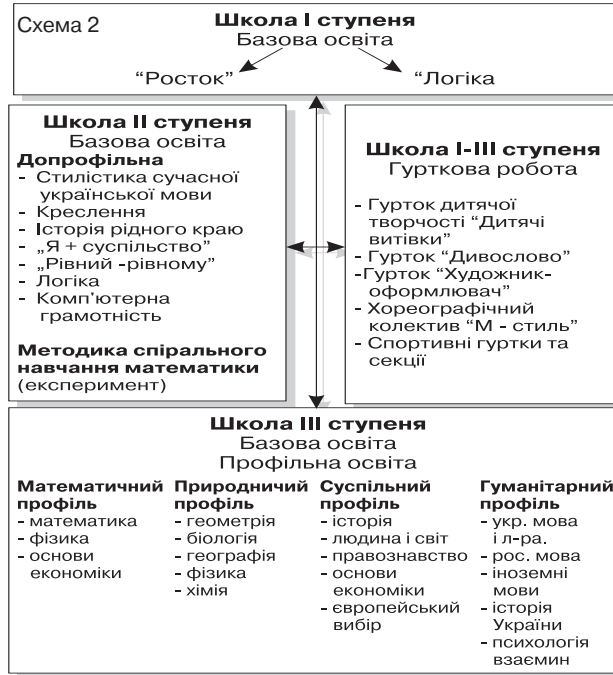 Схема 2
Школа I ступеня
Базова освіта
“Росток”
“Логіка
Школа II ступеня
Базова освіта
Допрофільна
- Стилістика сучасної
української мови
- Креслення
- Історія рідного краю
- „Я + суспільство”
- „Рівний -рівному”
- Логіка
- Комп'ютерна
грамотність
Методика спірального
навчання математики
(експеримент)
Школа I-III ступеня
Гурткова робота
- Гурток дитячої
творчості “Дитячі
витівки”
- Гурток “Дивослово”
-Гурток “Художник-
оформлювач”
- Хореографічний
колектив “М - стиль”
- Спортивні гуртки та
секції
Школа III ступеня
Базова освіта
Профільна освіта
Математичний
профіль
- математика
- фізика
- основи
економіки
Природничий
профіль
- геометрія
- біологія
- географія
- фізика
- хімія
Суспільний
профіль
- історія
- людина і світ
- правознавство
- основи
економіки
- європейський
вибір
Гуманітарний
профіль
- укр. мова
і л-ра.
- рос. мова
- іноземні
мови
- історія
України
- психологія
взаємин